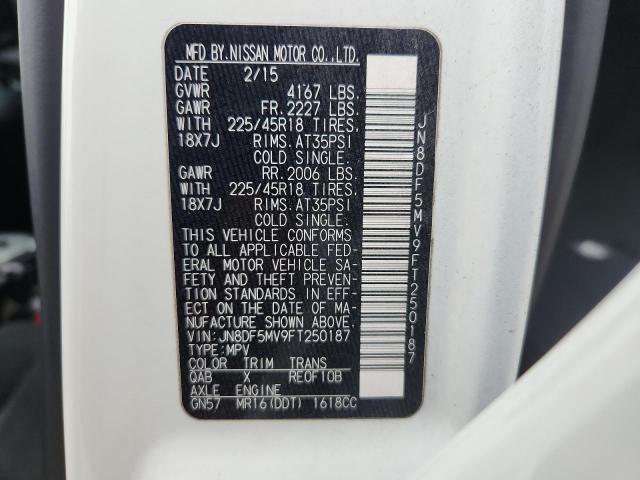 MFD BY.NISSAN MOTOR CO.,LTD.
DATE 2/15
GVWR 4167 LBS.
GAWR FR.2227 LBS.
WITH 225/45R18 TIRES.
18X7J RIMS.AT35PSI
COLD SINGLE.
GAWR RR.2006 LBS.
WITH 225/45R18 TIRES.
18X7J RIMS.AT35PSI
COLD SINGLE.
THIS VEHICLE CONFORMS
TO ALL APPLICABLE FED-
ERAL MOTOR VEHICLE SA-
FETY AND THEFT PREVEN-
TION STANDARDS IN EFF-
ECT ON THE DATE OF MA-
NUFACTURE SHOWN ABOVE.
VIN:JN8DF5MV9FT250187
TYPE:MPV
COLOR TRIM TRANS
QAB X RE0F10B
AXLE ENGINE
GN57 MR16(DDT) 1618CC
JN8DF5MV9FT250187